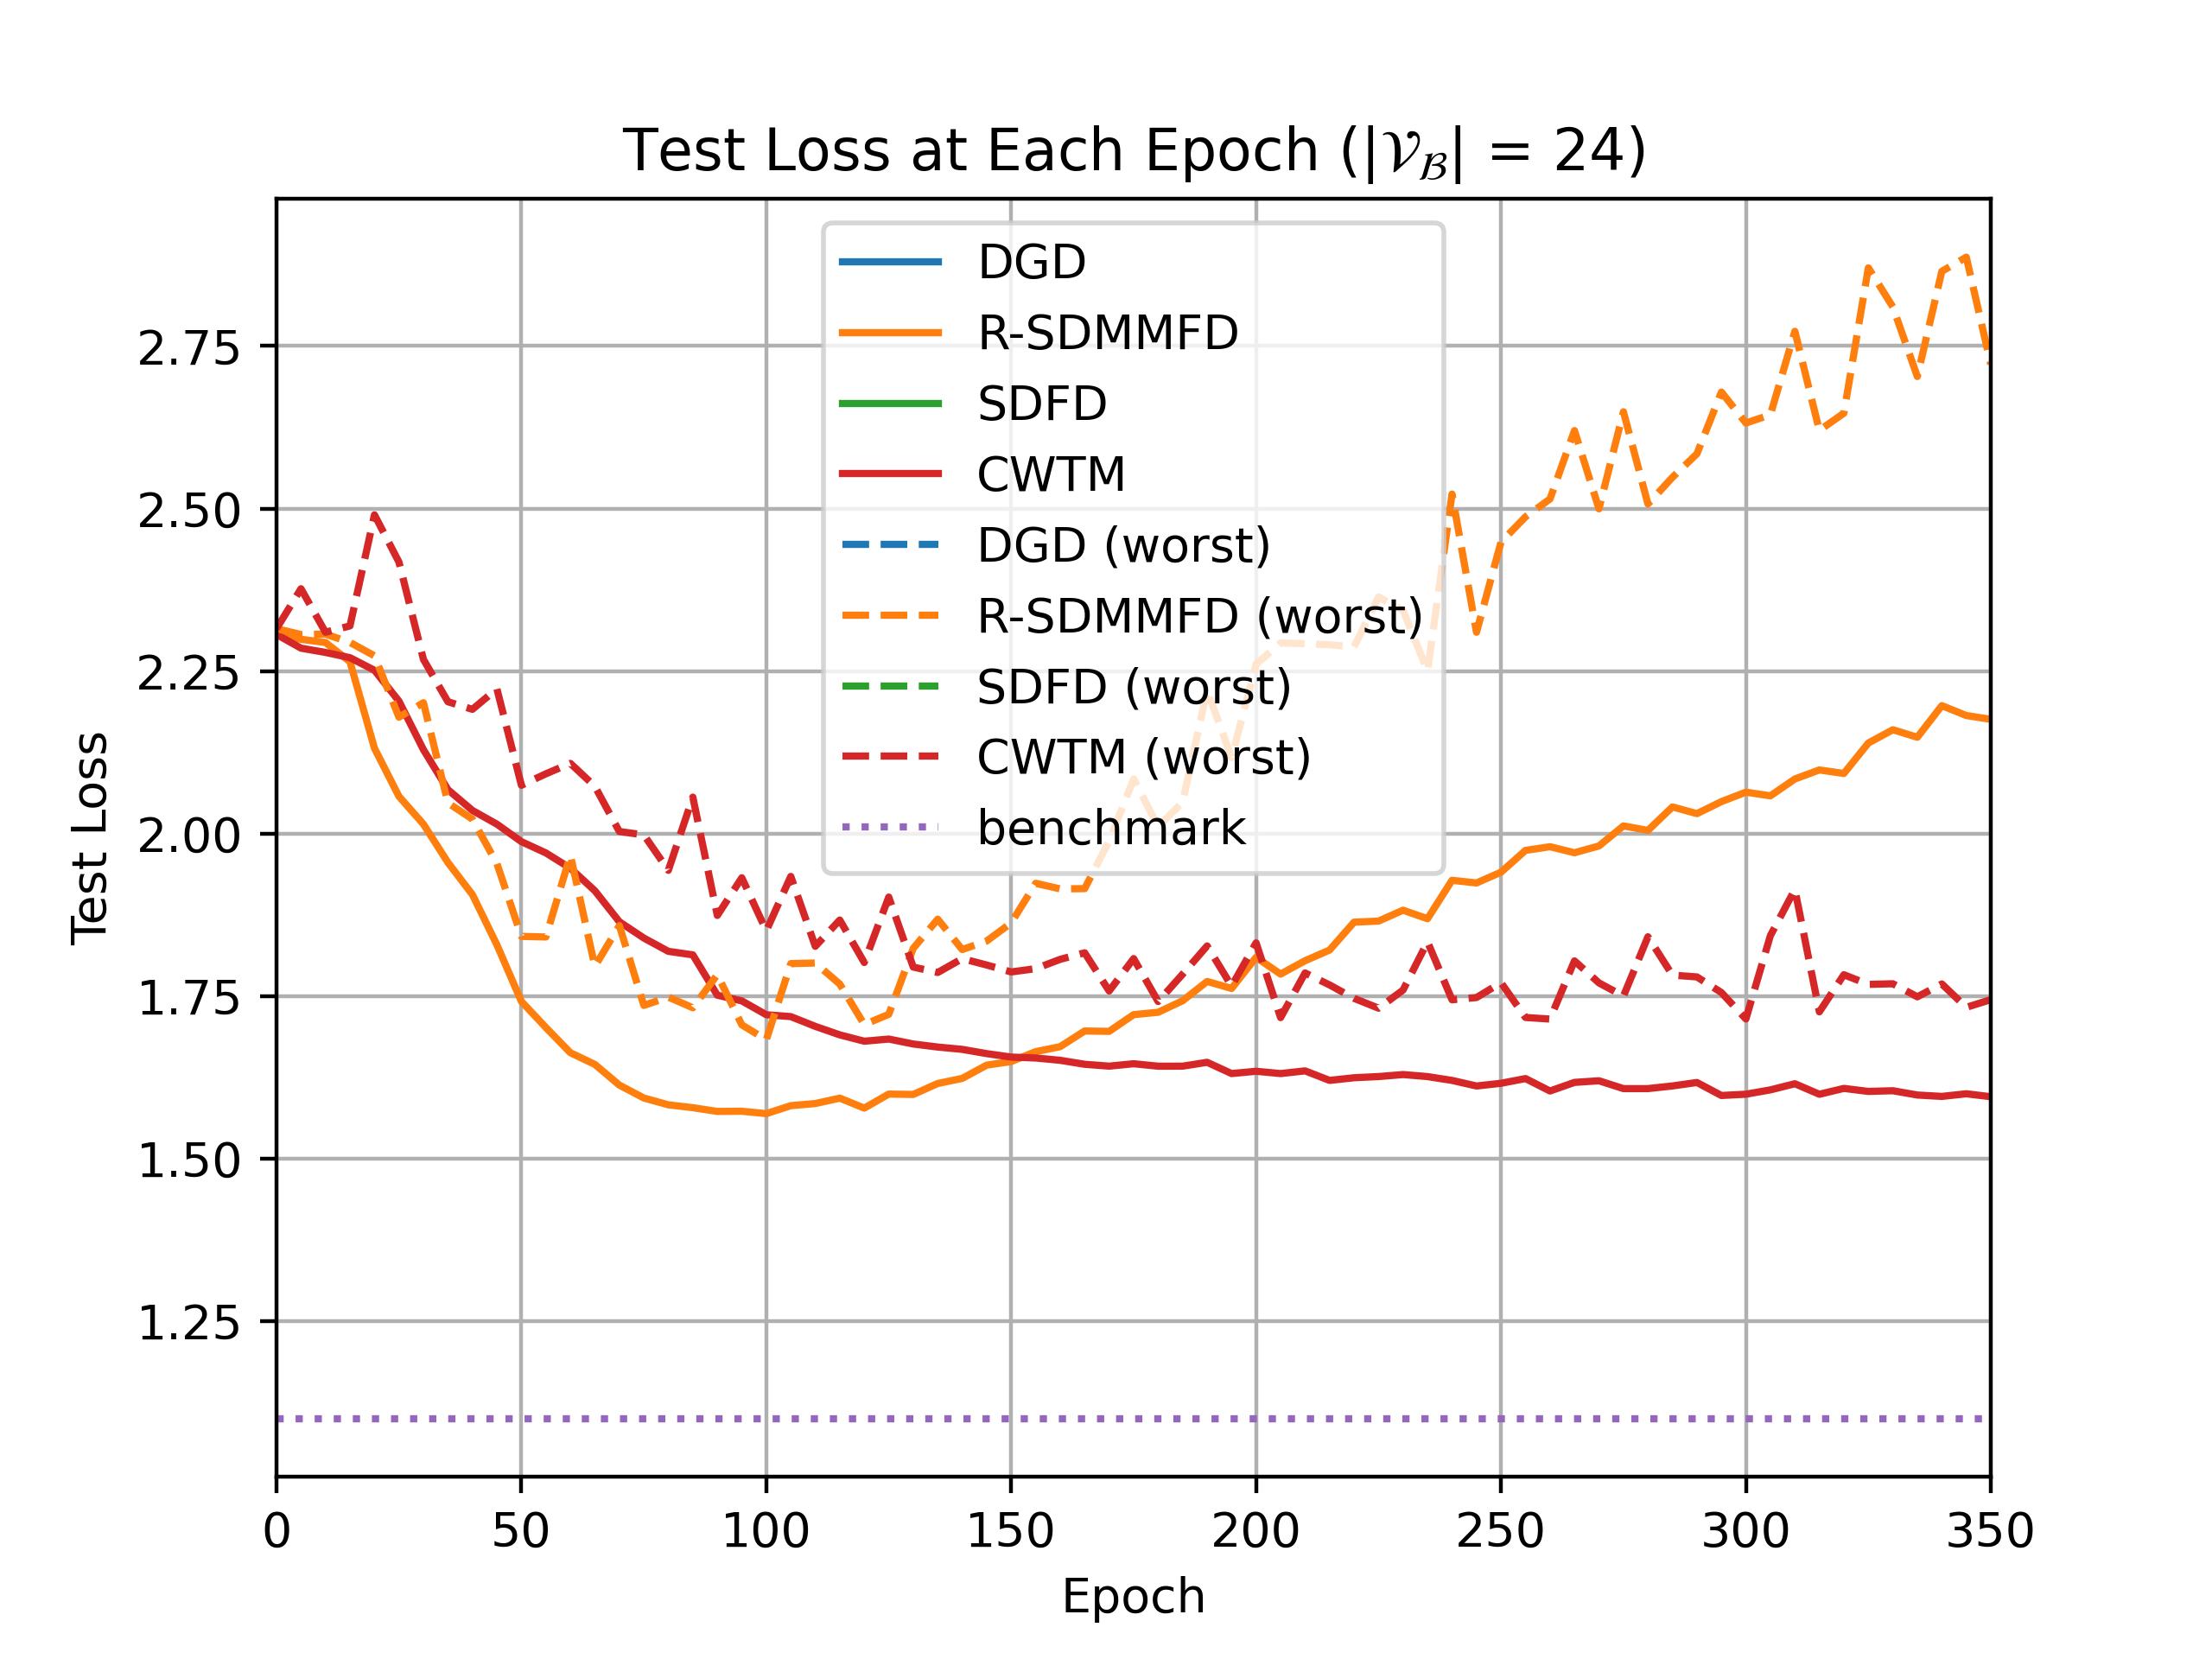 Test Loss at Each Epoch (|𝒱_ℬ| = 24)
DGD
R-SDMMFD
SDFD
CWTM
DGD (worst)
R-SDMMFD (worst)
SDFD (worst)
CWTM (worst)
benchmark
Test Loss
2.75
2.50
2.25
2.00
1.75
1.50
1.25
0 50 100 150 200 250 300 350
Epoch